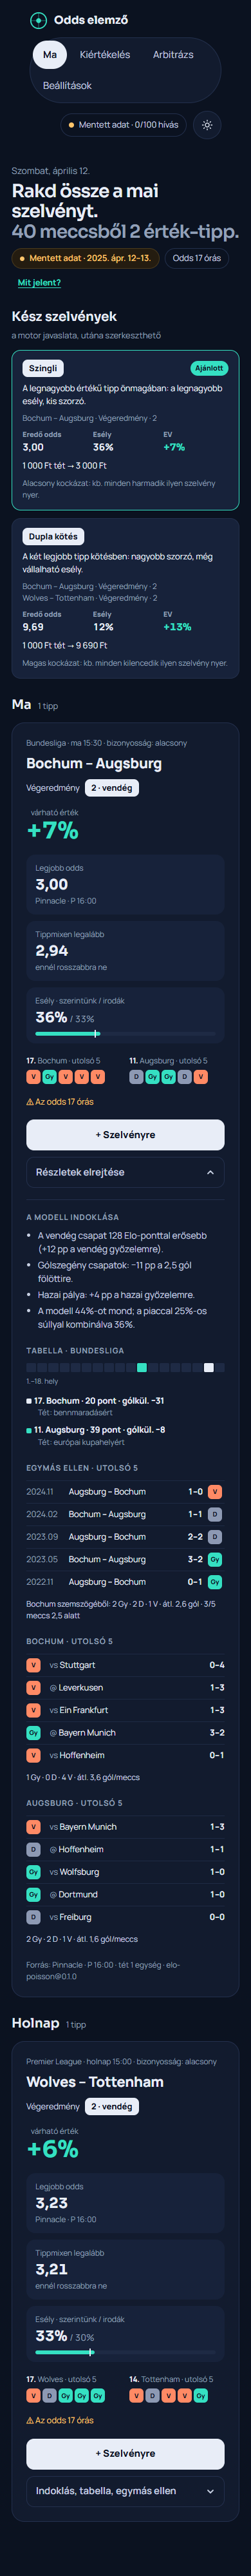 Odds elemző
Ma
Kiértékelés
Arbitrázs
Beállítások
Mentett adat · 0/100 hívás
Szombat, április 12.
Rakd össze a mai
szelvényt.
40 meccsből 2 érték-tipp.
Mentett adat · 2025. ápr. 12–13.
Odds 17 órás
Mit jelent?
Kész szelvények
a motor javaslata, utána szerkeszthető
Szingli
Ajánlott
A legnagyobb értékű tipp önmagában: a legnagyobb
esély, kis szorzó.
Bochum – Augsburg · Végeredmény · 2
Eredő odds
Esély
EV
3,00
36%
+7%
1 000 Ft tét → 3 000 Ft
Alacsony kockázat: kb. minden harmadik ilyen szelvény
nyer.
Dupla kötés
A két legjobb tipp kötésben: nagyobb szorzó, még
vállalható esély.
Bochum – Augsburg · Végeredmény · 2
Wolves – Tottenham · Végeredmény · 2
Eredő odds
Esély
EV
9,69
12%
+13%
1 000 Ft tét → 9 690 Ft
Magas kockázat: kb. minden kilencedik ilyen szelvény nyer.
Ma 1 tipp
Bundesliga · ma 15:30 · bizonyosság: alacsony
Bochum – Augsburg
Végeredmény
2 · vendég
várható érték
+7%
Legjobb odds
3,00
Pinnacle · P 16:00
Tippmixen legalább
2,94
ennél rosszabbra ne
Esély · szerintünk / irodák
36% / 33%
17. Bochum · utolsó 5
11. Augsburg · utolsó 5
V Gy V V V
D Gy Gy D V
⚠ Az odds 17 órás
+ Szelvényre
Részletek elrejtése
A MODELL INDOKLÁSA
• A vendég csapat 128 Elo-ponttal erősebb
(+12 pp a vendég győzelemre).
• Gólszegény csapatok: −11 pp a 2,5 gól
fölöttire.
• Hazai pálya: +4 pp a hazai győzelemre.
• A modell 44%-ot mond; a piaccal 25%-os
súllyal kombinálva 36%.
TABELLA · BUNDESLIGA
1.–18. hely
17. Bochum · 20 pont · gólkül. −31
Tét: bennmaradásért
11. Augsburg · 39 pont · gólkül. −8
Tét: európai kupahelyért
EGYMÁS ELLEN · UTOLSÓ 5
2024.11 Augsburg – Bochum 1–0 V
2024.02 Bochum – Augsburg 1–1 D
2023.09 Augsburg – Bochum 2–2 D
2023.05 Bochum – Augsburg 3–2 Gy
2022.11 Augsburg – Bochum 0–1 Gy
Bochum szemszögéből: 2 Gy · 2 D · 1 V · átl. 2,6 gól · 3/5
meccs 2,5 alatt
BOCHUM · UTOLSÓ 5
V vs Stuttgart 0–4
V @ Leverkusen 1–3
V vs Ein Frankfurt 1–3
Gy @ Bayern Munich 3–2
V vs Hoffenheim 0–1
1 Gy · 0 D · 4 V · átl. 3,6 gól/meccs
AUGSBURG · UTOLSÓ 5
V vs Bayern Munich 1–3
D @ Hoffenheim 1–1
Gy vs Wolfsburg 1–0
Gy @ Dortmund 1–0
D vs Freiburg 0–0
2 Gy · 2 D · 1 V · átl. 1,6 gól/meccs
Forrás: Pinnacle · P 16:00 · tét 1 egység · elo-
poisson@0.1.0
Holnap 1 tipp
Premier League · holnap 15:00 · bizonyosság: alacsony
Wolves – Tottenham
Végeredmény
2 · vendég
várható érték
+6%
Legjobb odds
3,23
Pinnacle · P 16:00
Tippmixen legalább
3,21
ennél rosszabbra ne
Esély · szerintünk / irodák
33% / 30%
17. Wolves · utolsó 5
14. Tottenham · utolsó 5
V D Gy Gy Gy
V D V V Gy
⚠ Az odds 17 órás
+ Szelvényre
Indoklás, tabella, egymás ellen